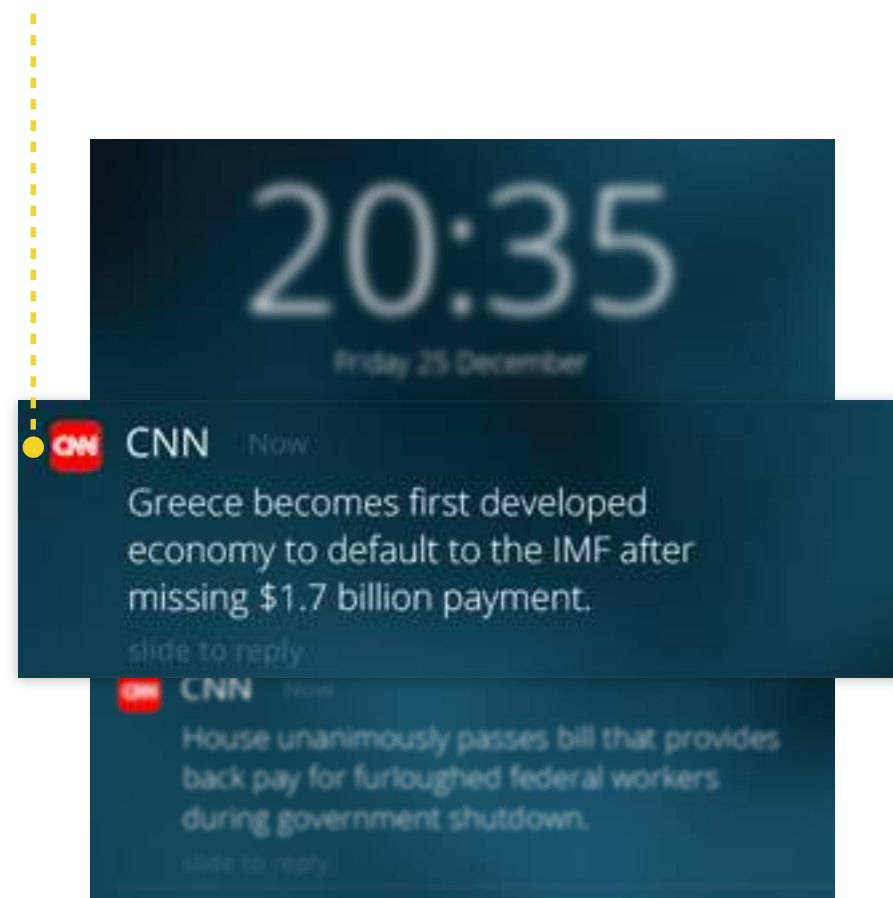 20:35
Friday 25 December
CNN CNN Now
Greece becomes first developed
economy to default to the IMF after
missing $1.7 billion payment.
slide to reply
CNN CNN Now
House unanimously passes bill that provides
back pay for furloughed federal workers
during government shutdown.
slide to reply